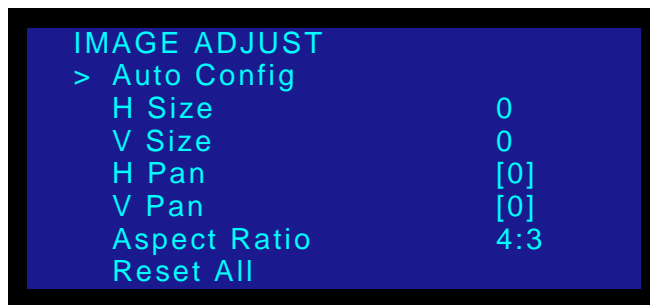 IMAGE ADJUST
> Auto Config
H Size 0
V Size 0
H Pan [0]
V Pan [0]
Aspect Ratio 4:3
Reset All